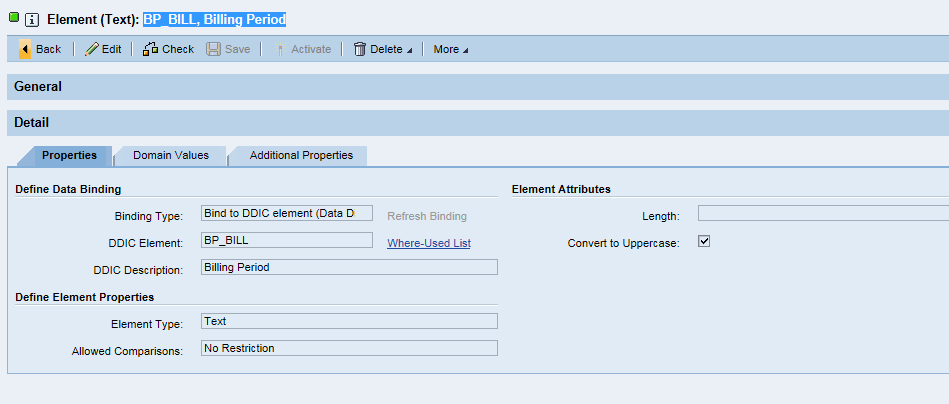 Element (Text): BP_BILL, Billing Period
Back Edit Check Save Activate Delete More
General
Detail
Properties Domain Values Additional Properties
Define Data Binding Element Attributes
Binding Type: Bind to DDIC element (Data Di Refresh Binding Length:
DDIC Element: BP_BILL Where-Used List Convert to Uppercase:
DDIC Description: Billing Period
Define Element Properties
Element Type: Text
Allowed Comparisons: No Restriction